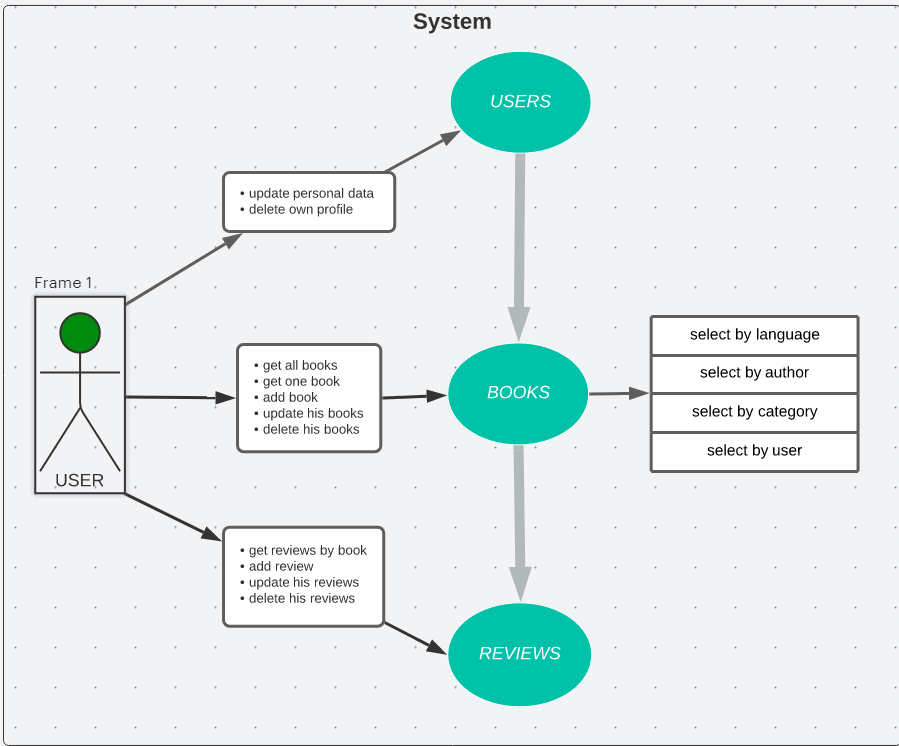 System
USERS
• update personal data
• delete own profile
Frame 1
USER
• get all books
• get one book
• add book
• update his books
• delete his books
BOOKS
select by language
select by author
select by category
select by user
• get reviews by book
• add review
• update his reviews
• delete his reviews
REVIEWS